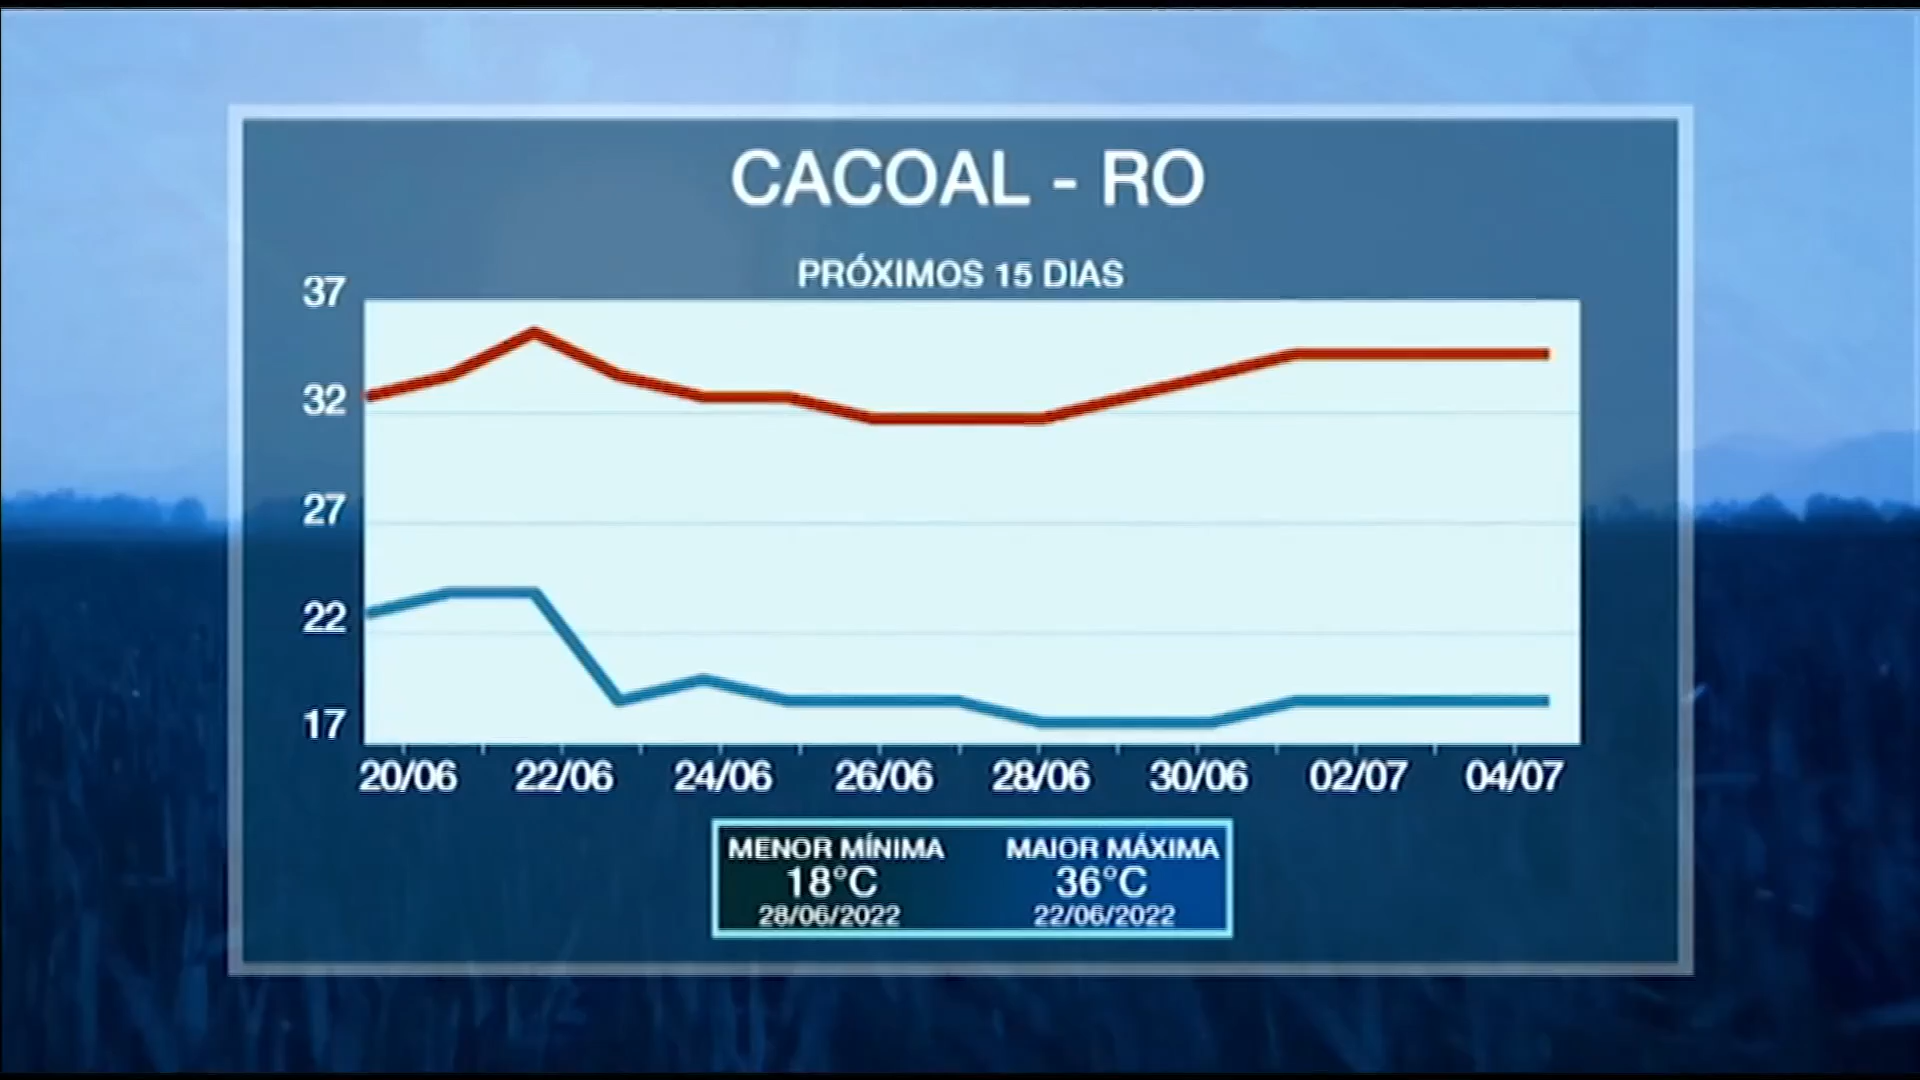 CACOAL - RO
PRÓXIMOS 15 DIAS
37
32
27
22
17
20/06 22/06 24/06 26/06 28/06 30/06 02/07 04/07
MENOR MÍNIMA MAIOR MÁXIMA
18°C 36°C
28/06/2022 22/06/2022